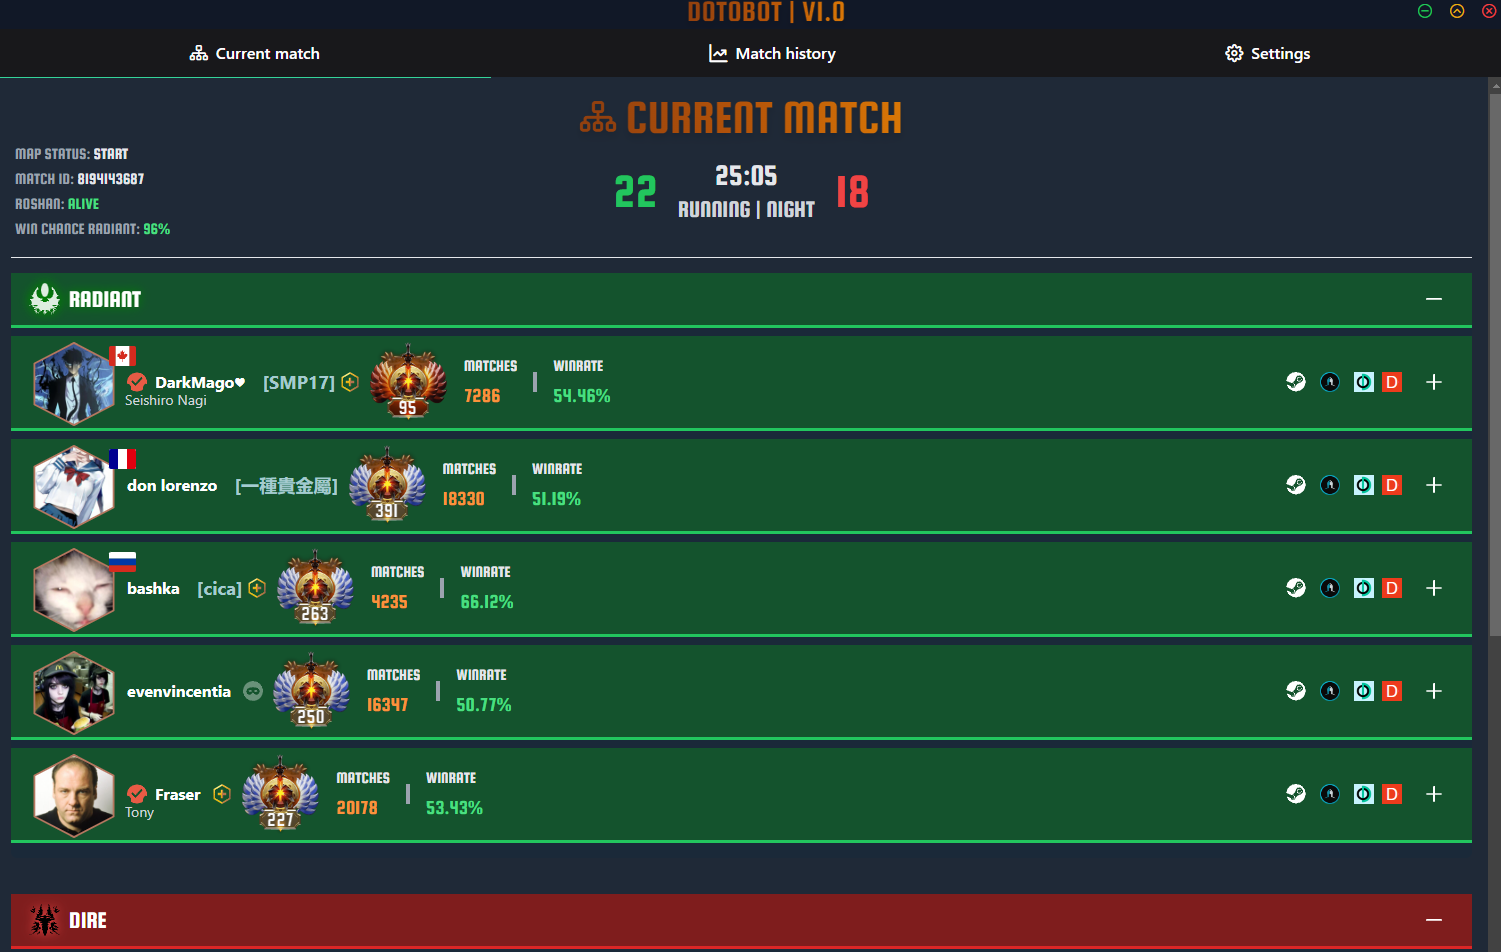 DOTOBOT | V1.0
Current match
Match history
Settings
CURRENT MATCH
MAP STATUS: START
MATCH ID: 8194143687
ROSHAN: ALIVE
WIN CHANCE RADIANT: 96%
22
25:05
RUNNING | NIGHT
18
RADIANT
DarkMago♥ [SMP17]
Seishiro Nagi
95
MATCHES
7286
WINRATE
54.46%
D
don lorenzo [一種貴金屬]
391
MATCHES
18330
WINRATE
51.19%
D
bashka [cica]
263
MATCHES
4235
WINRATE
66.12%
D
evenvincentia
250
MATCHES
16347
WINRATE
50.77%
D
Fraser
Tony
227
MATCHES
20178
WINRATE
53.43%
D
DIRE